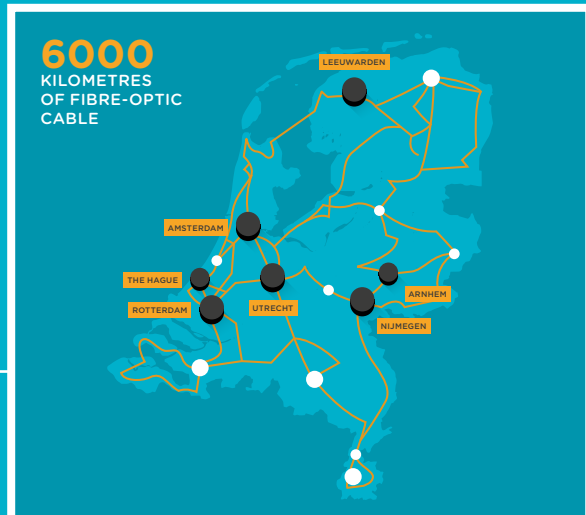 6000
KILOMETRES
OF FIBRE-OPTIC
CABLE
LEEUWARDEN
AMSTERDAM
THE HAGUE
ROTTERDAM
UTRECHT
ARNHEM
NIJMEGEN